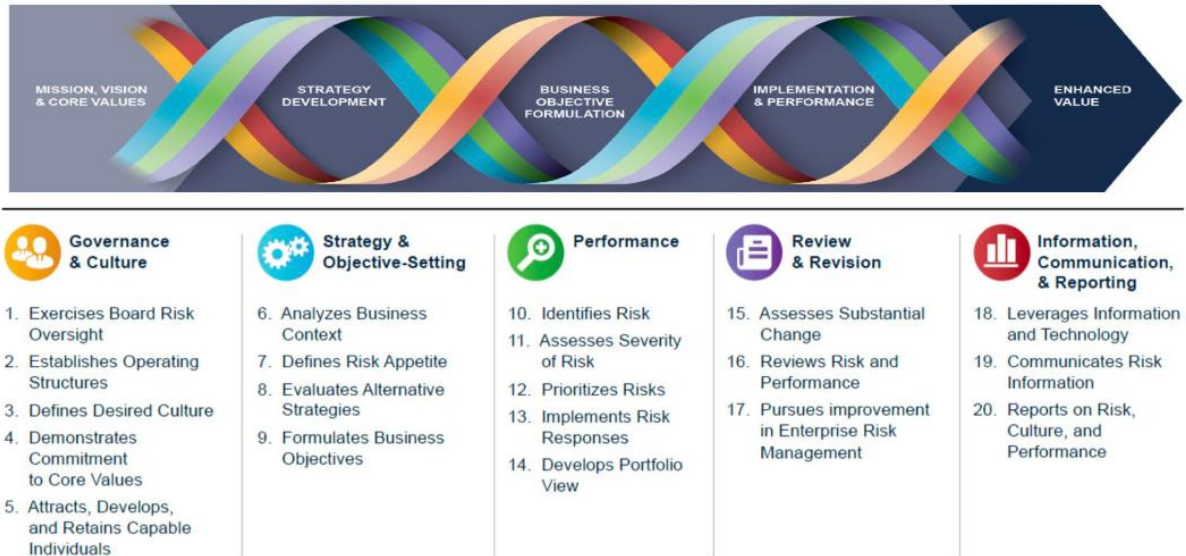 MISSION, VISION
& CORE VALUES
STRATEGY
DEVELOPMENT
BUSINESS
OBJECTIVE
FORMULATION
IMPLEMENTATION
& PERFORMANCE
ENHANCED
VALUE
Governance
& Culture
1. Exercises Board Risk
Oversight
2. Establishes Operating
Structures
3. Defines Desired Culture
4. Demonstrates
Commitment
to Core Values
5. Attracts, Develops,
and Retains Capable
Individuals
Strategy &
Objective-Setting
6. Analyzes Business
Context
7. Defines Risk Appetite
8. Evaluates Alternative
Strategies
9. Formulates Business
Objectives
Performance
10. Identifies Risk
11. Assesses Severity
of Risk
12. Prioritizes Risks
13. Implements Risk
Responses
14. Develops Portfolio
View
Review
& Revision
15. Assesses Substantial
Change
16. Reviews Risk and
Performance
17. Pursues improvement
in Enterprise Risk
Management
Information,
Communication,
& Reporting
18. Leverages Information
and Technology
19. Communicates Risk
Information
20. Reports on Risk,
Culture, and
Performance